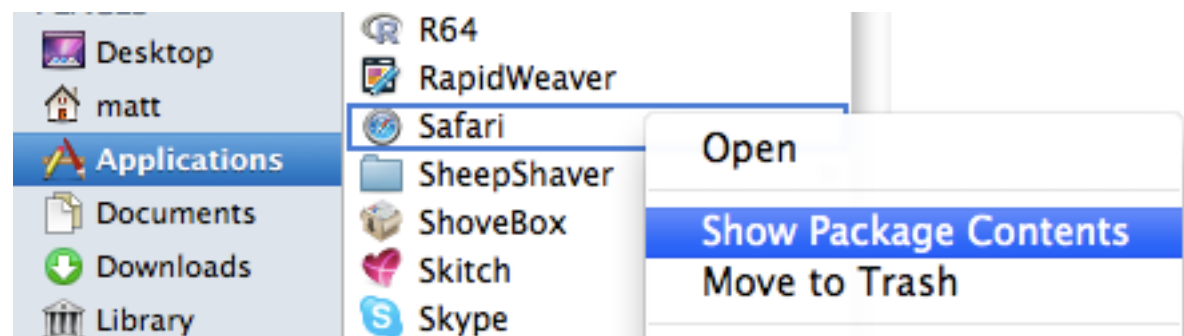 Desktop
matt
Applications
Documents
Downloads
Library
R64
RapidWeaver
Safari
SheepShaver
ShoveBox
Skitch
Skype
Open
Show Package Contents
Move to Trash